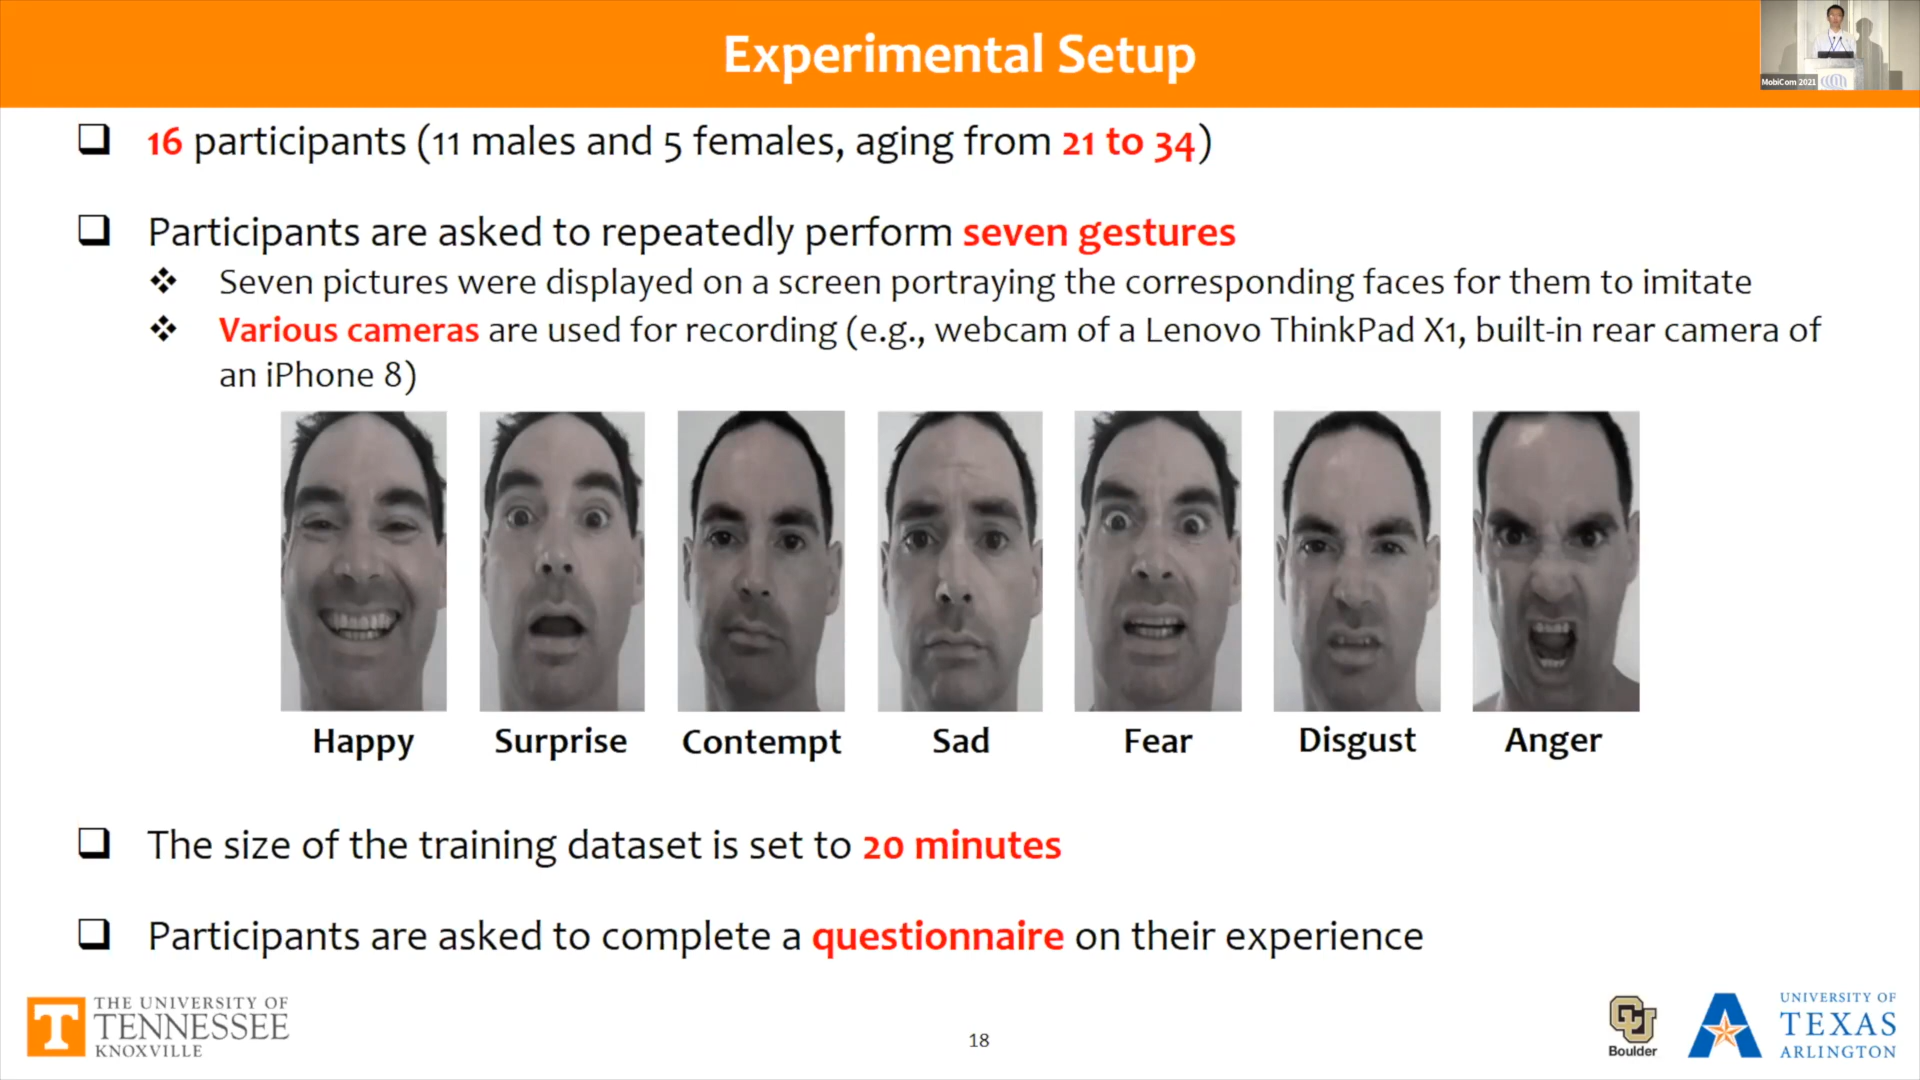 Experimental Setup
MobiCom 2021
16 participants (11 males and 5 females, aging from 21 to 34)
Participants are asked to repeatedly perform seven gestures
Seven pictures were displayed on a screen portraying the corresponding faces for them to imitate
Various cameras are used for recording (e.g., webcam of a Lenovo ThinkPad X1, built-in rear camera of
an iPhone 8)
Happy Surprise Contempt Sad Fear Disgust Anger
The size of the training dataset is set to 20 minutes
Participants are asked to complete a questionnaire on their experience
T
THE UNIVERSITY OF
TENNESSEE
KNOXVILLE
18
CU
Boulder
A
UNIVERSITY OF
TEXAS
ARLINGTON